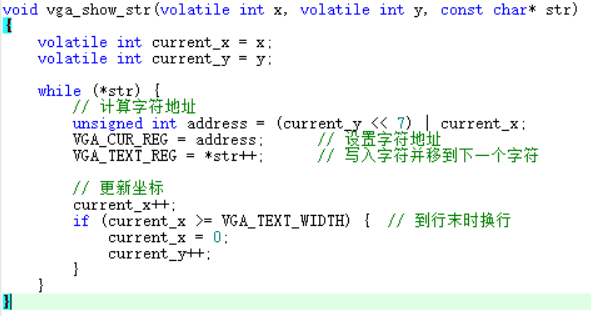 void vga_show_str(volatile int x, volatile int y, const char* str)
{
    volatile int current_x = x;
    volatile int current_y = y;

    while (*str) {
        // 计算字符地址
        unsigned int address = (current_y << 7) | current_x;
        VGA_CUR_REG = address;      // 设置字符地址
        VGA_TEXT_REG = *str++;      // 写入字符并移到下一个字符

        // 更新坐标
        current_x++;
        if (current_x >= VGA_TEXT_WIDTH) {  // 到行末时换行
            current_x = 0;
            current_y++;
        }
    }
}